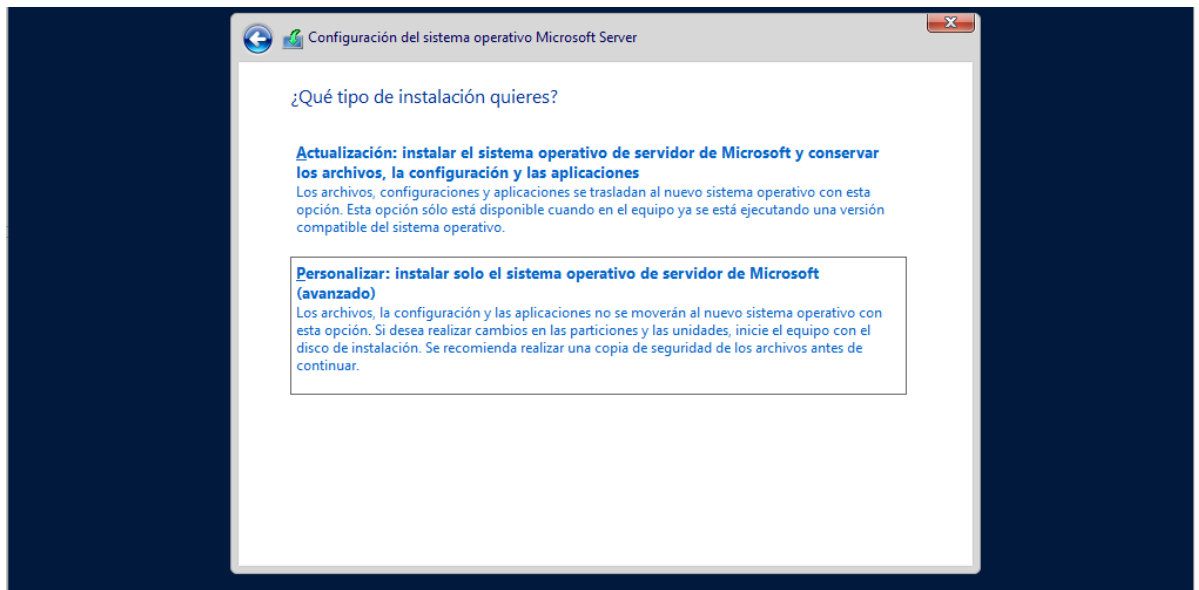 Configuración del sistema operativo Microsoft Server
¿Qué tipo de instalación quieres?
Actualización: instalar el sistema operativo de servidor de Microsoft y conservar
los archivos, la configuración y las aplicaciones
Los archivos, configuraciones y aplicaciones se trasladan al nuevo sistema operativo con esta
opción. Esta opción sólo está disponible cuando en el equipo ya se está ejecutando una versión
compatible del sistema operativo.
Personalizar: instalar solo el sistema operativo de servidor de Microsoft
(avanzado)
Los archivos, la configuración y las aplicaciones no se moverán al nuevo sistema operativo con
esta opción. Si desea realizar cambios en las particiones y las unidades, inicie el equipo con el
disco de instalación. Se recomienda realizar una copia de seguridad de los archivos antes de
continuar.